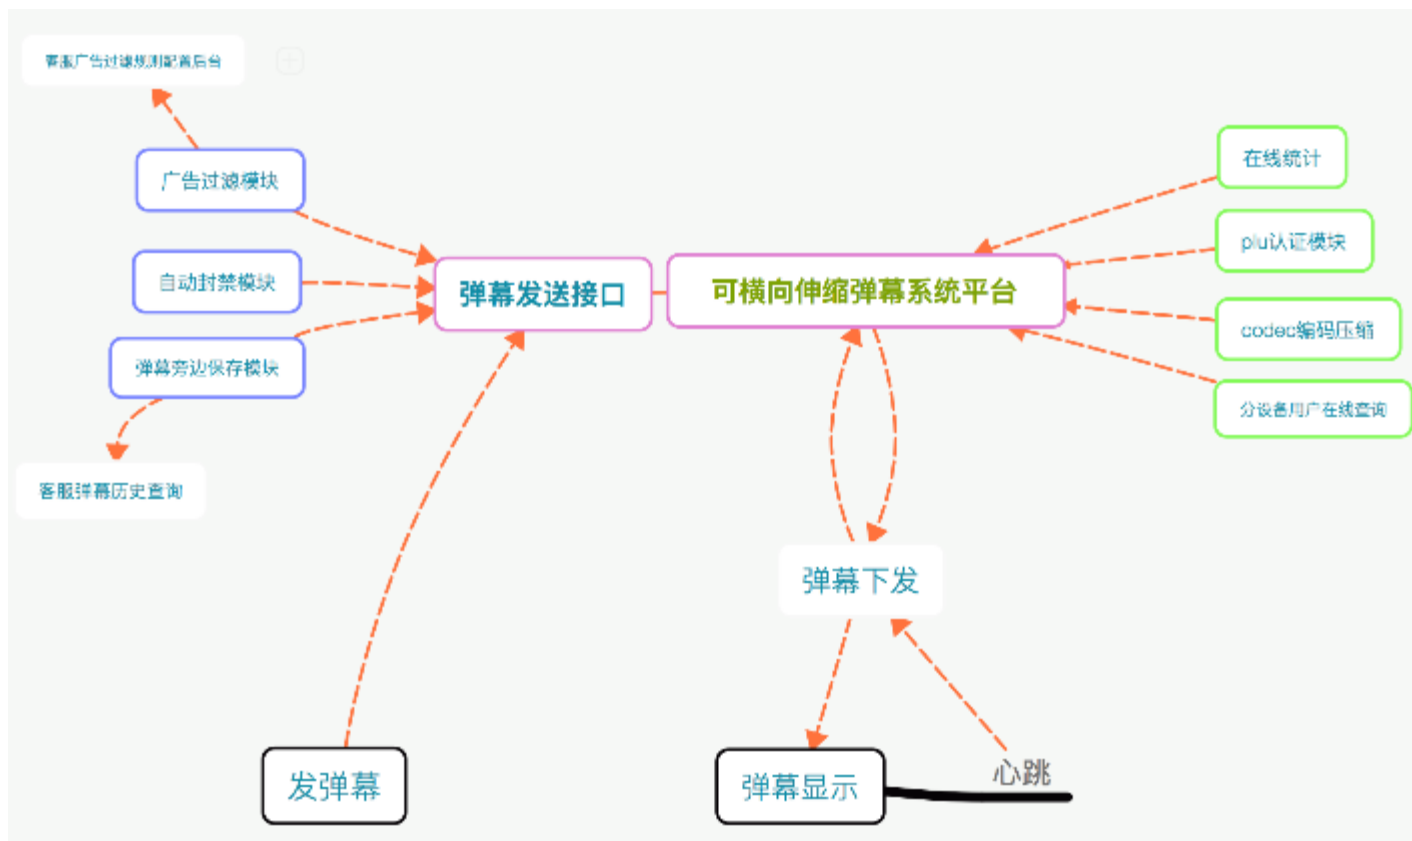 客服广告过滤规则配置后台
广告过滤模块
自动封禁模块
弹幕旁边保存模块
客服弹幕历史查询
弹幕发送接口
可横向伸缩弹幕系统平台
在线统计
plu认证模块
codec编码压缩
分设备用户在线查询
弹幕下发
发弹幕
弹幕显示
心跳